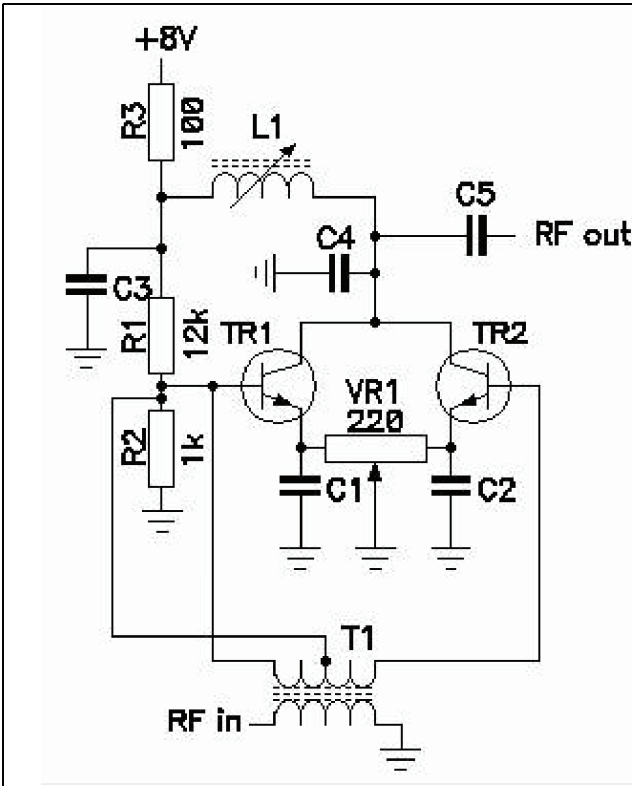 +8V
R3
100
L1
C5
RF out
C4
C3
R1
12k
TR1
TR2
VR1
220
R2
1k
C1
C2
T1
RF in